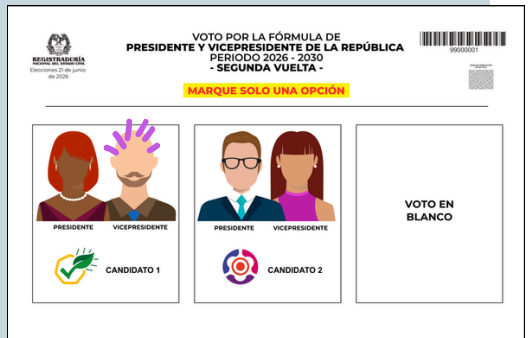 VOTO POR LA FÓRMULA DE
PRESIDENTE Y VICEPRESIDENTE DE LA REPÚBLICA
PERIODO 2026 - 2030
- SEGUNDA VUELTA -
MARQUE SOLO UNA OPCIÓN
REGISTRADURÍA
NACIONAL DEL ESTADO CIVIL
Elecciones 21 de junio
de 2026
99000001
PRESIDENTE VICEPRESIDENTE
CANDIDATO 1
PRESIDENTE VICEPRESIDENTE
CANDIDATO 2
VOTO EN
BLANCO